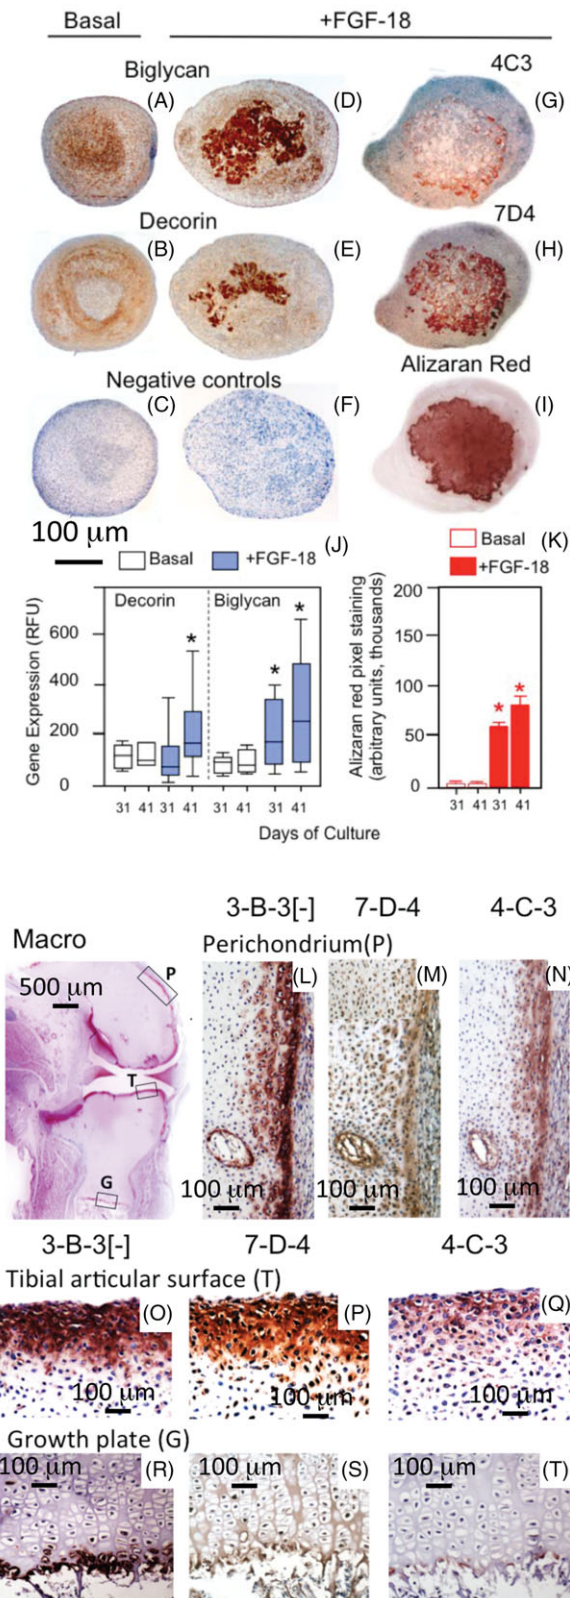 Basal
+FGF-18
Biglycan
4C3
(A)
(D)
(G)
Decorin
7D4
(B)
(E)
(H)
Negative controls
Alizaran Red
(C)
(F)
(I)
100 μm
(J)
Basal
+FGF-18
(K)
Basal
+FGF-18
Gene Expression (RFU)
600
400
200
0
Decorin
Biglycan
*
*
*
31 41 31 41 31 41 31 41
Alizaran red pixel staining
(arbitrary units, thousands)
200
150
100
50
0
*
*
31 41 31 41
Days of Culture
3-B-3[-]
7-D-4
4-C-3
Macro
Perichondrium(P)
500 μm
P
T
G
(L)
(M)
(N)
100 μm
100 μm
100 μm
3-B-3[-]
7-D-4
4-C-3
Tibial articular surface (T)
(O)
(P)
(Q)
100 μm
100 μm
100 μm
Growth plate (G)
100 μm
(R)
100 μm
(S)
100 μm
(T)